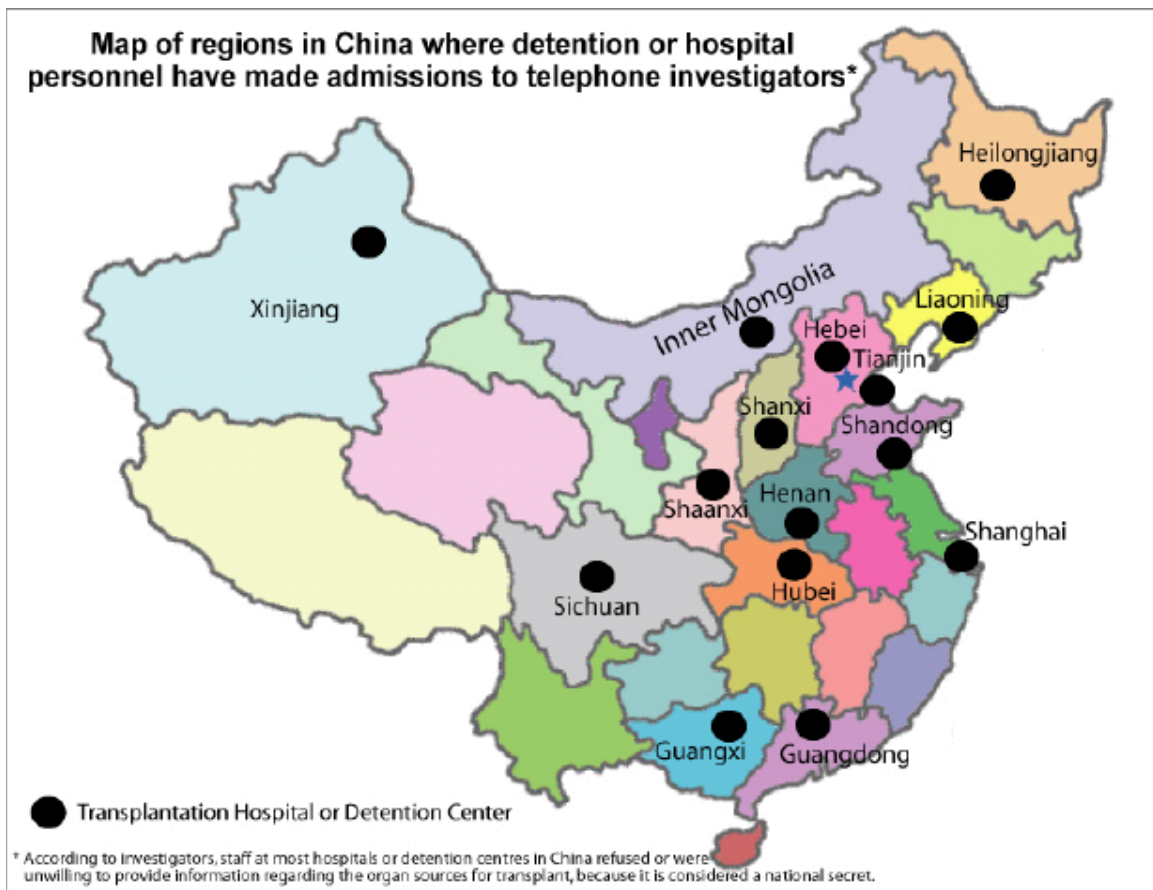 Map of regions in China where detention or hospital
personnel have made admissions to telephone investigators*
Heilongjiang
Xinjiang
Inner Mongolia
Liaoning
Hebei
Tianjin
Shanxi
Shandong
Shaanxi
Henan
Shanghai
Sichuan
Hubei
Guangxi
Guangdong
Transplantation Hospital or Detention Center
* According to investigators, staff at most hospitals or detention centres in China refused or were
unwilling to provide information regarding the organ sources for transplant, because it is considered a national secret.